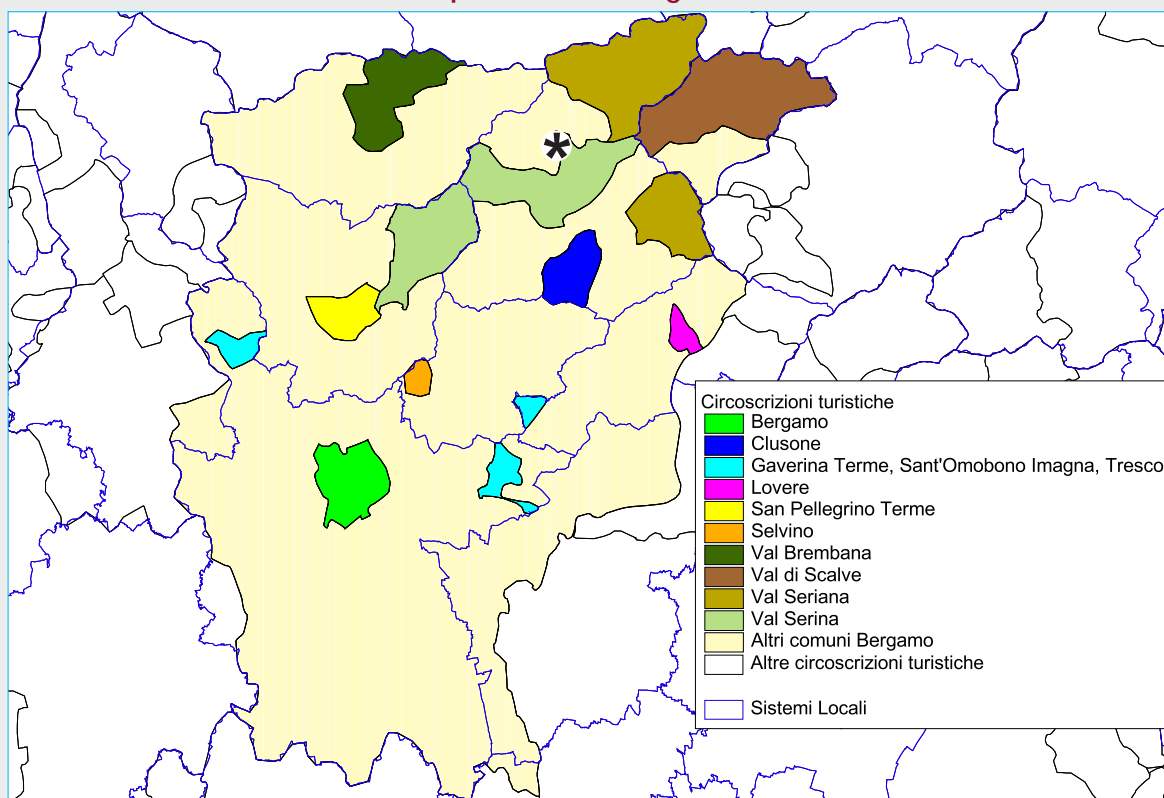 Circoscrizioni turistiche
Bergamo
Clusone
Gaverina Terme, Sant'Omobono Imagna, Tresco
Lovere
San Pellegrino Terme
Selvino
Val Brembana
Val di Scalve
Val Seriana
Val Serina
Altri comuni Bergamo
Altre circoscrizioni turistiche
Sistemi Locali